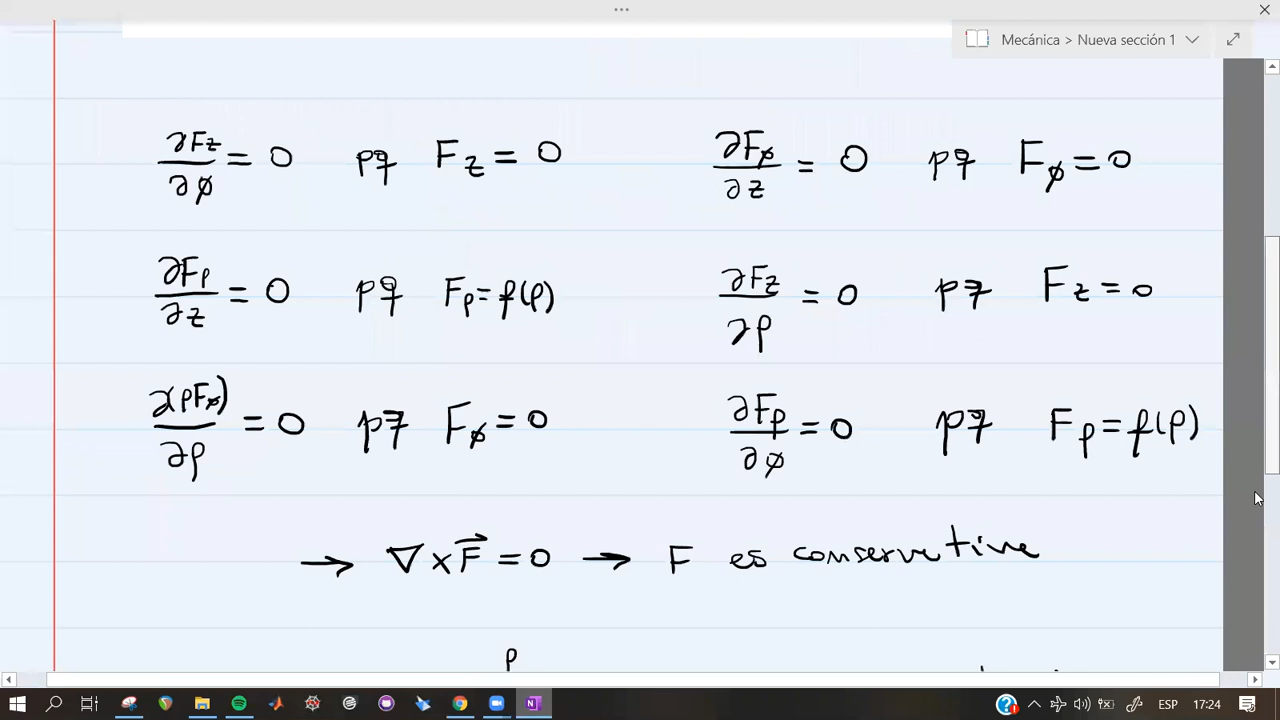 Mecánica > Nueva sección 1
∂Fz/∂φ = 0 pq Fz = 0 ∂Fφ/∂z = 0 pq Fφ = 0
∂Fρ/∂z = 0 pq Fρ = f(ρ) ∂Fz/∂ρ = 0 pq Fz = 0
∂(ρFφ)/∂ρ = 0 pq Fφ = 0 ∂Fρ/∂φ = 0 pq Fρ = f(ρ)
→ ∇ x F⃗ = 0 → F es conservativa
ρ
ESP 17:24